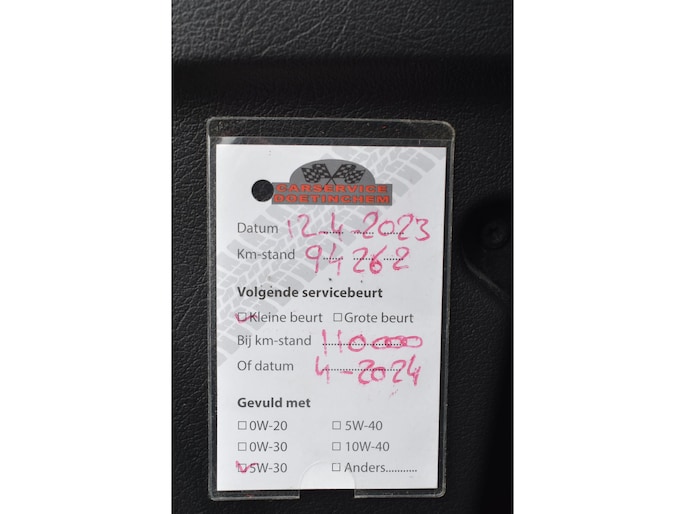 CARSERVICE
DOETINCHEM
Datum 12-4-2023
Km-stand 94262
Volgende servicebeurt
Kleine beurt Grote beurt
Bij km-stand 110000
Of datum 4-2024
Gevuld met
0W-20 5W-40
0W-30 10W-40
5W-30 Anders...........